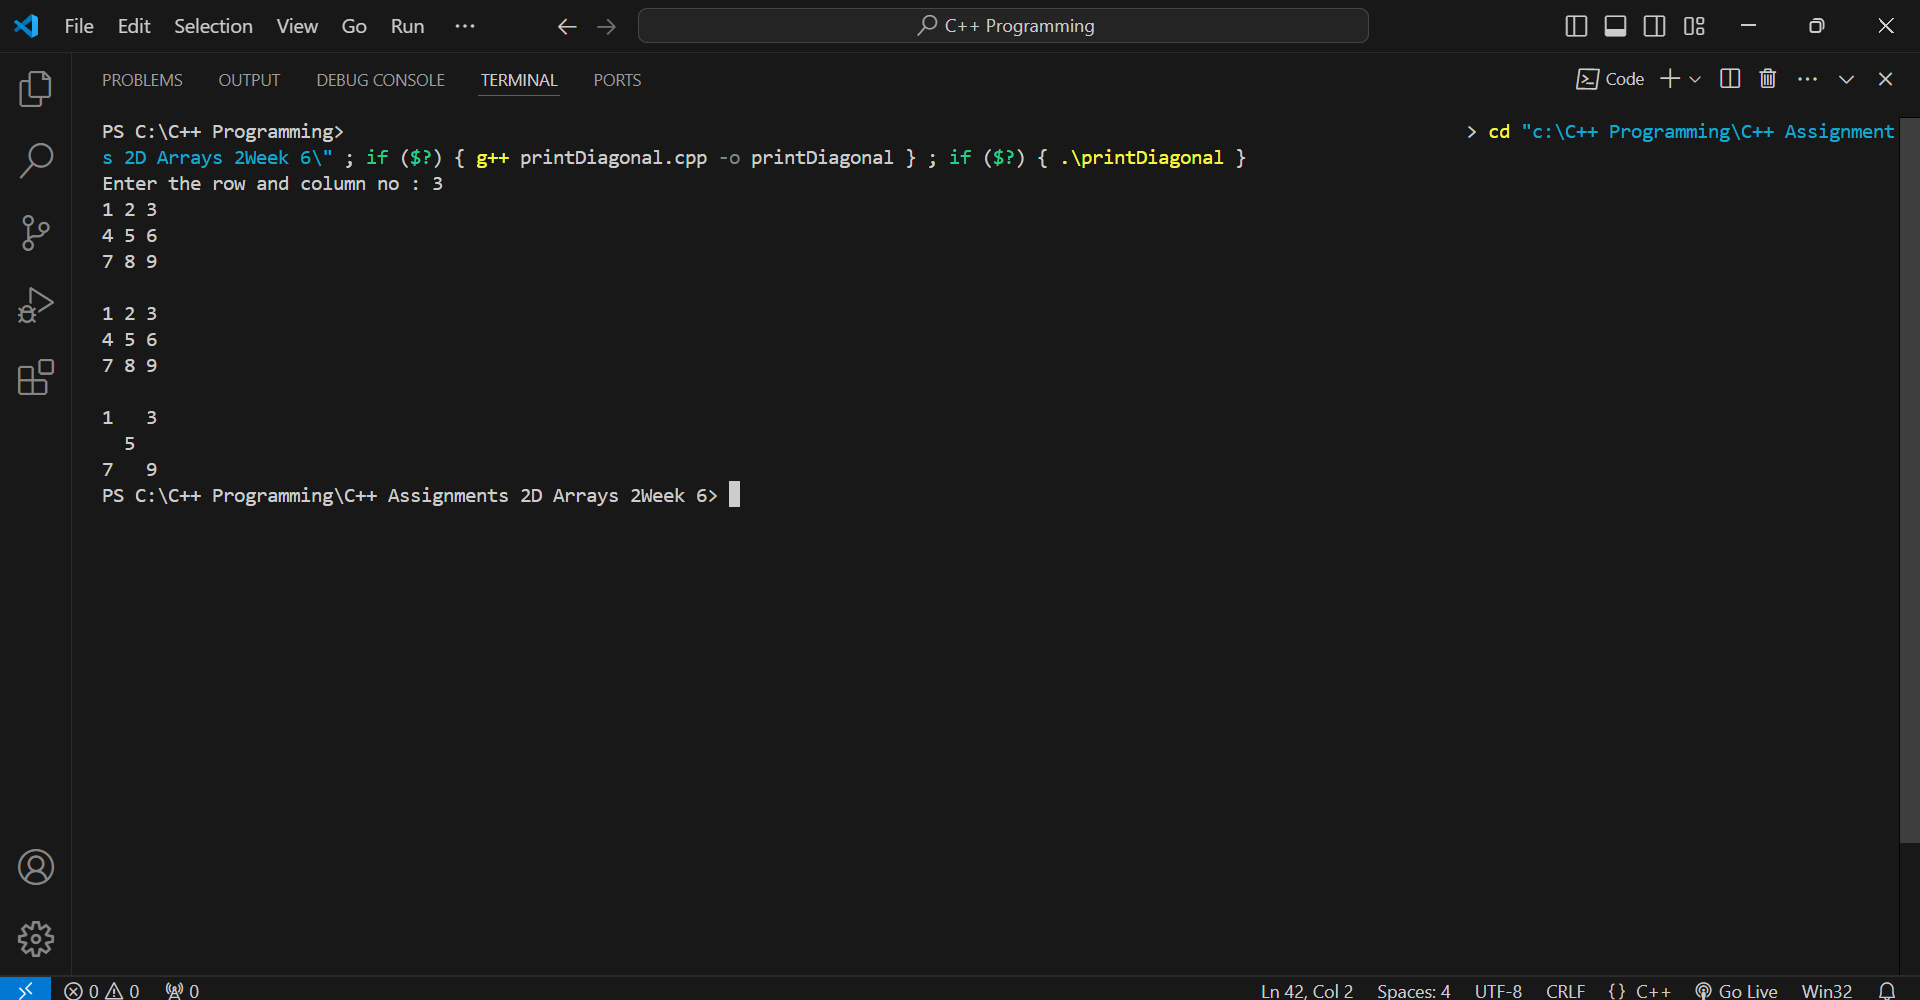 File Edit Selection View Go Run ··· C++ Programming
PROBLEMS OUTPUT DEBUG CONSOLE TERMINAL PORTS Code
PS C:\C++ Programming> > cd "c:\C++ Programming\C++ Assignment
s 2D Arrays 2Week 6\" ; if ($?) { g++ printDiagonal.cpp -o printDiagonal } ; if ($?) { .\printDiagonal }
Enter the row and column no : 3
1 2 3
4 5 6
7 8 9
1 2 3
4 5 6
7 8 9
1   3
  5
7   9
PS C:\C++ Programming\C++ Assignments 2D Arrays 2Week 6>
0 0 0 Ln 42, Col 2 Spaces: 4 UTF-8 CRLF {} C++ Go Live Win32